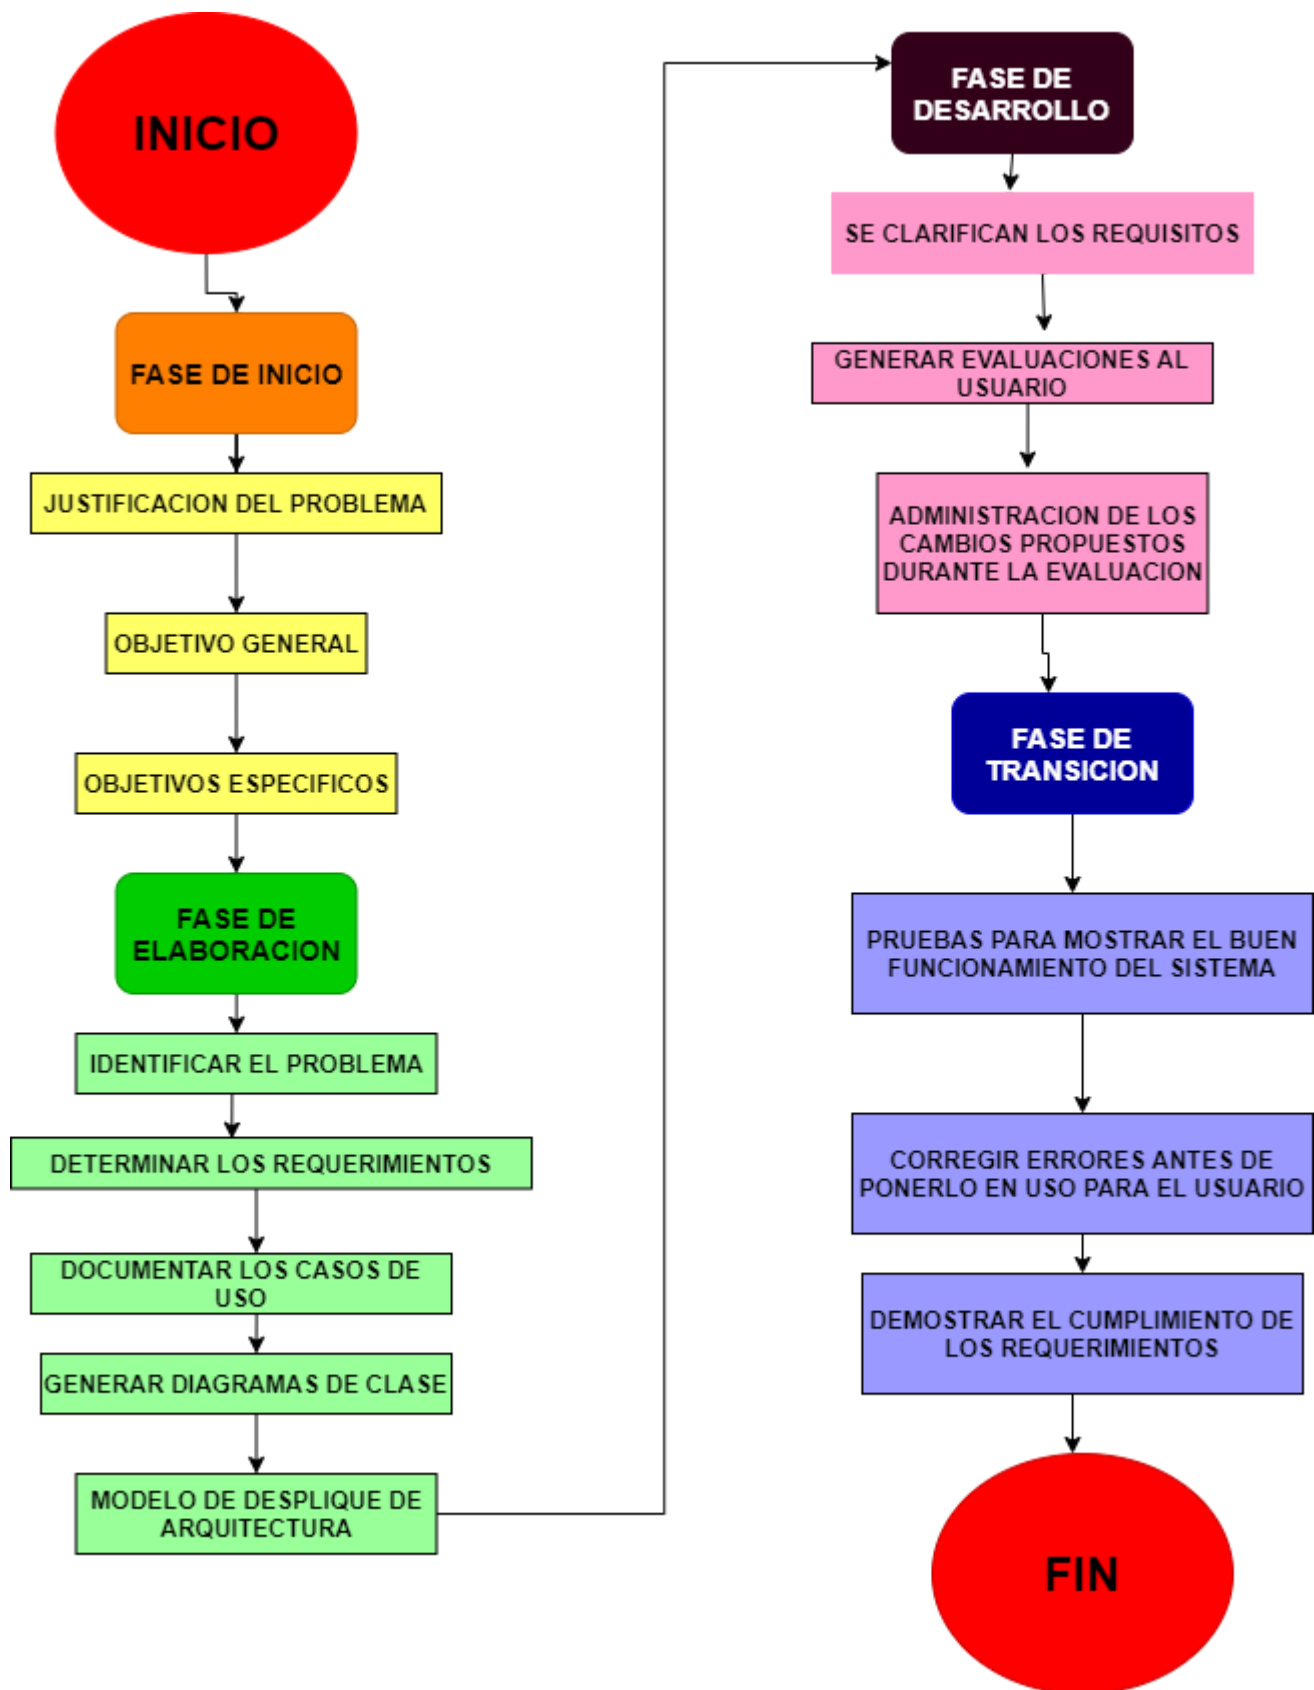 INICIO
FASE DE INICIO
JUSTIFICACION DEL PROBLEMA
OBJETIVO GENERAL
OBJETIVOS ESPECIFICOS
FASE DE
ELABORACION
IDENTIFICAR EL PROBLEMA
DETERMINAR LOS REQUERIMIENTOS
DOCUMENTAR LOS CASOS DE
USO
GENERAR DIAGRAMAS DE CLASE
MODELO DE DESPLIQUE DE
ARQUITECTURA
FASE DE
DESARROLLO
SE CLARIFICAN LOS REQUISITOS
GENERAR EVALUACIONES AL
USUARIO
ADMINISTRACION DE LOS
CAMBIOS PROPUESTOS
DURANTE LA EVALUACION
FASE DE
TRANSICION
PRUEBAS PARA MOSTRAR EL BUEN
FUNCIONAMIENTO DEL SISTEMA
CORREGIR ERRORES ANTES DE
PONERLO EN USO PARA EL USUARIO
DEMOSTRAR EL CUMPLIMIENTO DE
LOS REQUERIMIENTOS
FIN